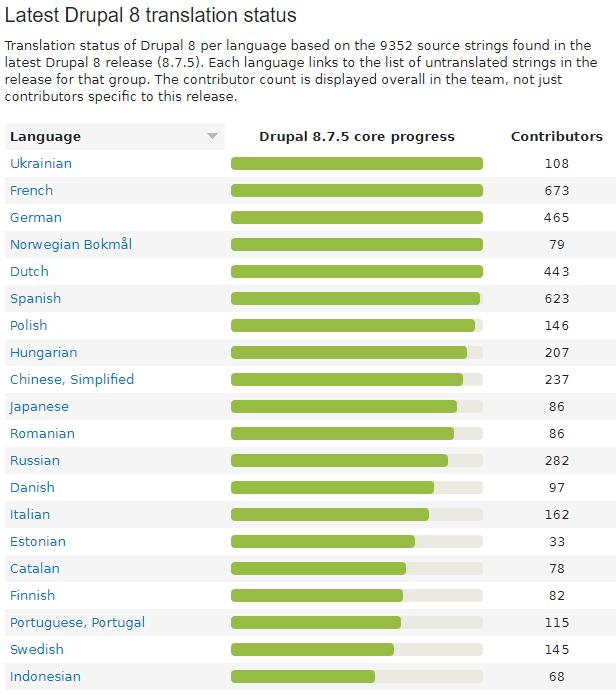 Latest Drupal 8 translation status
Translation status of Drupal 8 per language based on the 9352 source strings found in the
latest Drupal 8 release (8.7.5). Each language links to the list of untranslated strings in the
release for that group. The contributor count is displayed overall in the team, not just
contributors specific to this release.
Language Drupal 8.7.5 core progress Contributors
Ukrainian 108
French 673
German 465
Norwegian Bokmål 79
Dutch 443
Spanish 623
Polish 146
Hungarian 207
Chinese, Simplified 237
Japanese 86
Romanian 86
Russian 282
Danish 97
Italian 162
Estonian 33
Catalan 78
Finnish 82
Portuguese, Portugal 115
Swedish 145
Indonesian 68